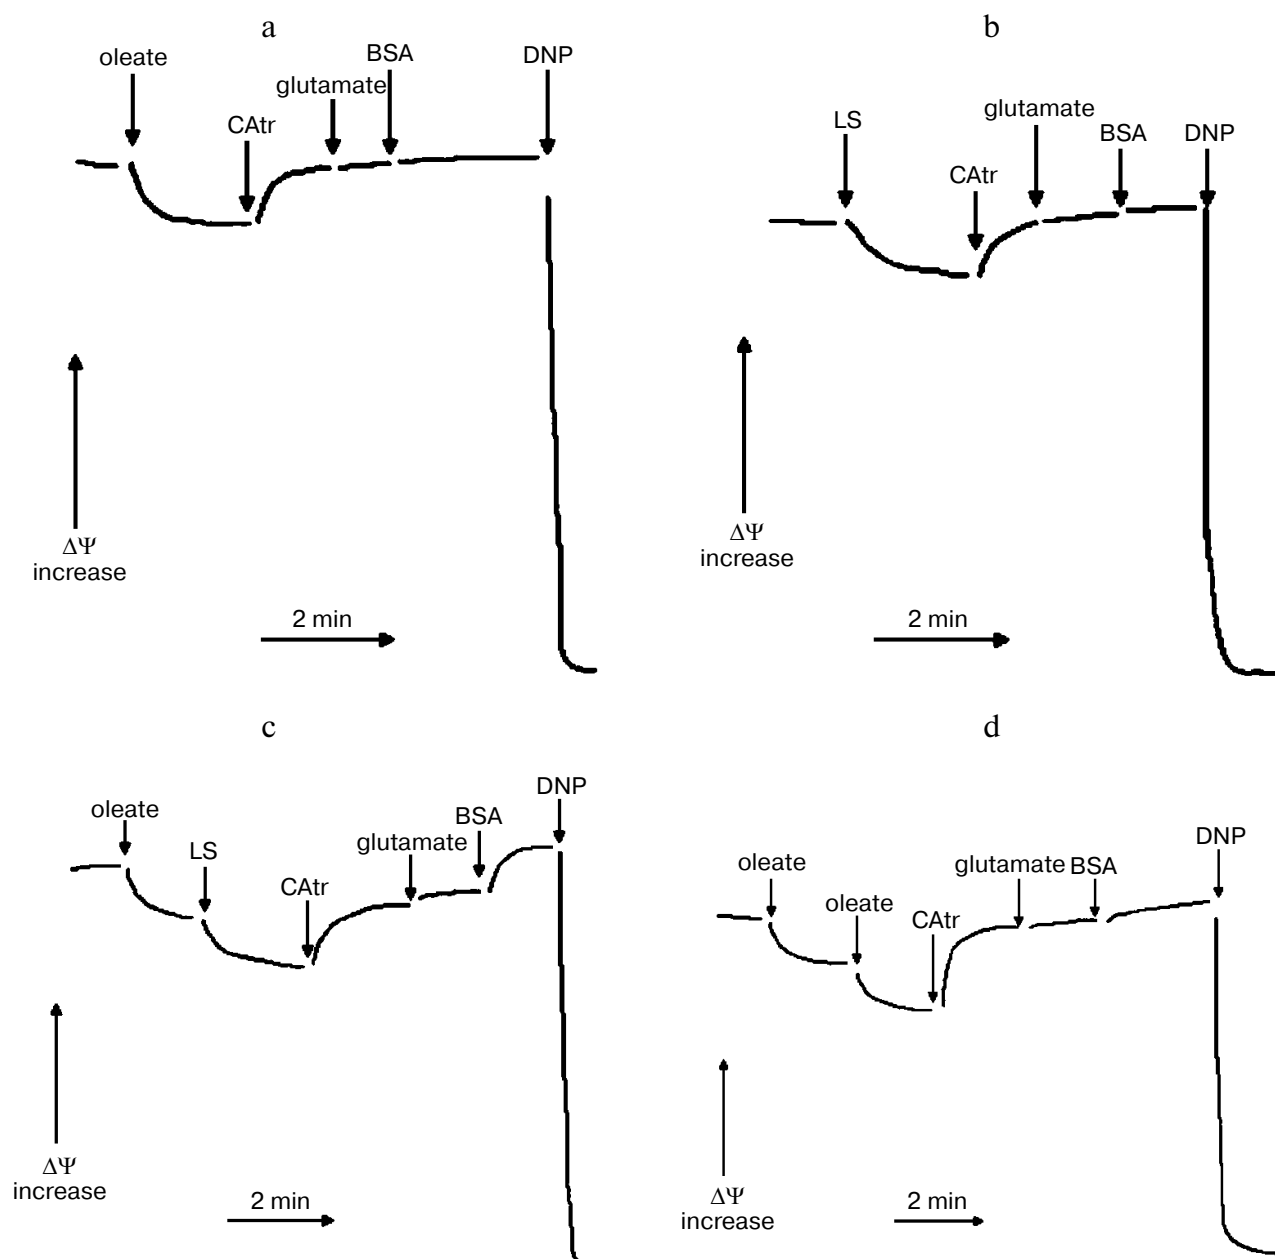 a
oleate
CAtr
glutamate
BSA
DNP
ΔΨ
increase
2 min
b
LS
CAtr
glutamate
BSA
DNP
ΔΨ
increase
2 min
c
oleate
LS
CAtr
glutamate
BSA
DNP
ΔΨ
increase
2 min
d
oleate
oleate
CAtr
glutamate
BSA
DNP
ΔΨ
increase
2 min